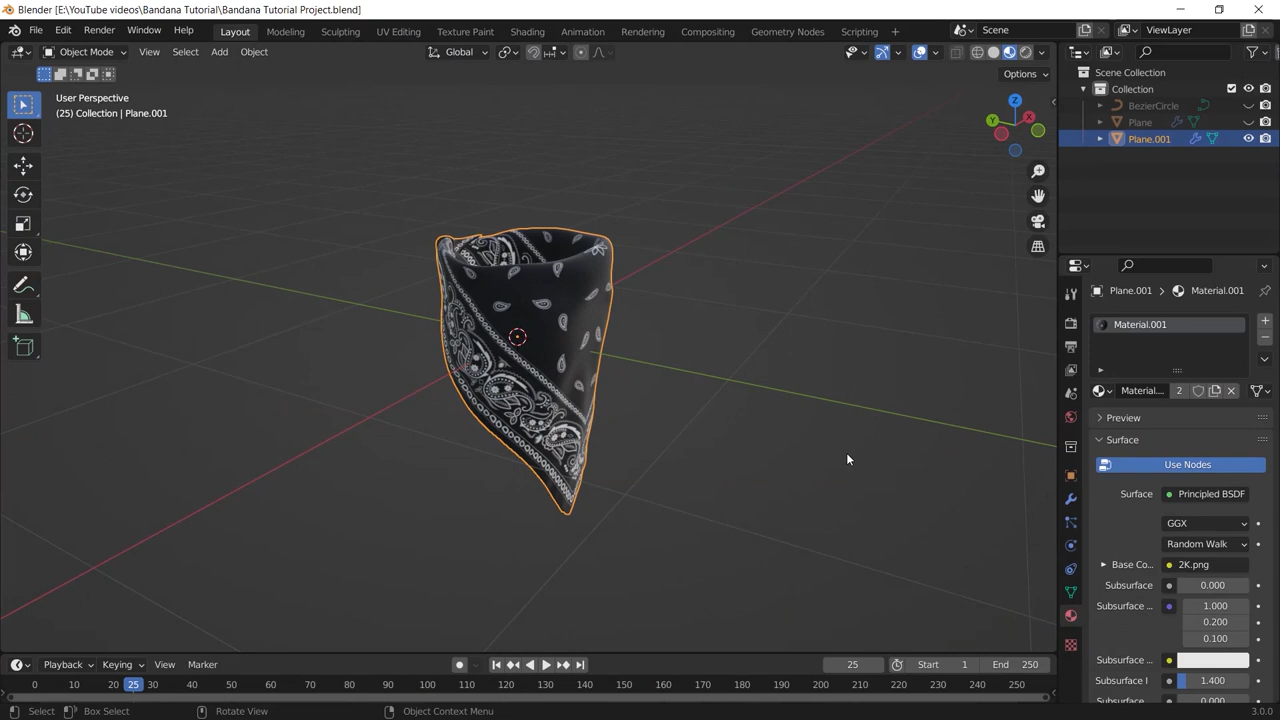 Blender [E:\YouTube videos\Bandana Tutorial\Bandana Tutorial Project.blend]
File Edit Render Window Help Layout Modeling Sculpting UV Editing Texture Paint Shading Animation Rendering Compositing Geometry Nodes Scripting + Scene ViewLayer
Object Mode View Select Add Object Global
Options
User Perspective
(25) Collection | Plane.001
Z
Y
X
Scene Collection
Collection
BezierCircle
Plane
Plane.001
Plane.001 > Material.001
Material.001
Material.... 2
Preview
Surface
Use Nodes
Surface Principled BSDF
GGX
Random Walk
Base Co... 2K.png
Subsurface 0.000
Subsurface ... 1.000
0.200
0.100
Subsurface ...
Subsurface I 1.400
Subsurface 0.000
Playback Keying View Marker 25 Start 1 End 250
0 10 20 25 30 40 50 60 70 80 90 100 110 120 130 140 150 160 170 180 190 200 210 220 230 240 250
Select Box Select Rotate View Object Context Menu 3.0.0